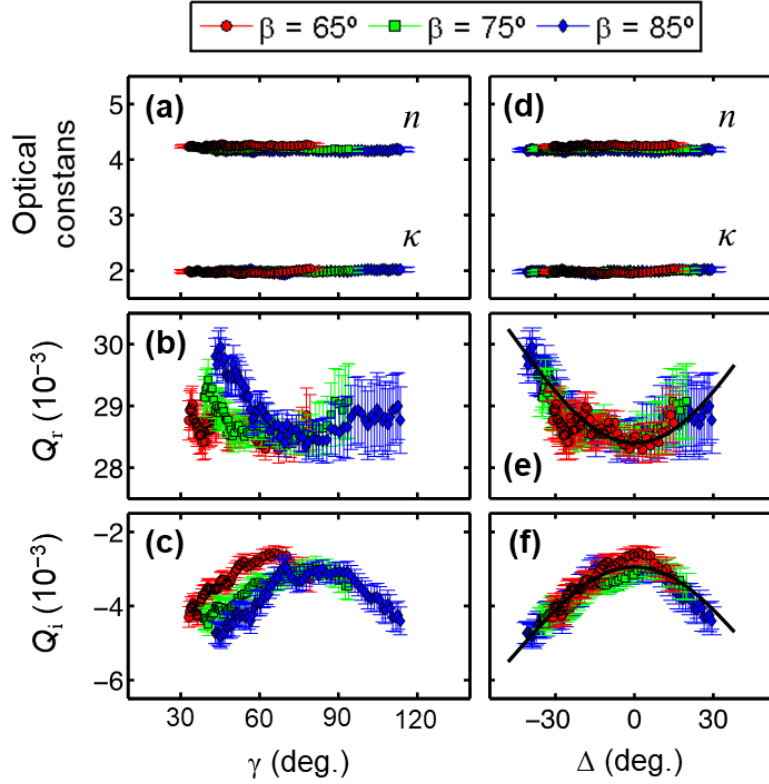 β = 65º β = 75º β = 85º
(a) n κ
(d) n κ
Optical
constans
5
4
3
2
(b)
(e)
Qr (10⁻³)
30
29
28
(c)
(f)
Qi (10⁻³)
−2
−4
−6
30 60 90 120
−30 0 30
γ (deg.)
Δ (deg.)